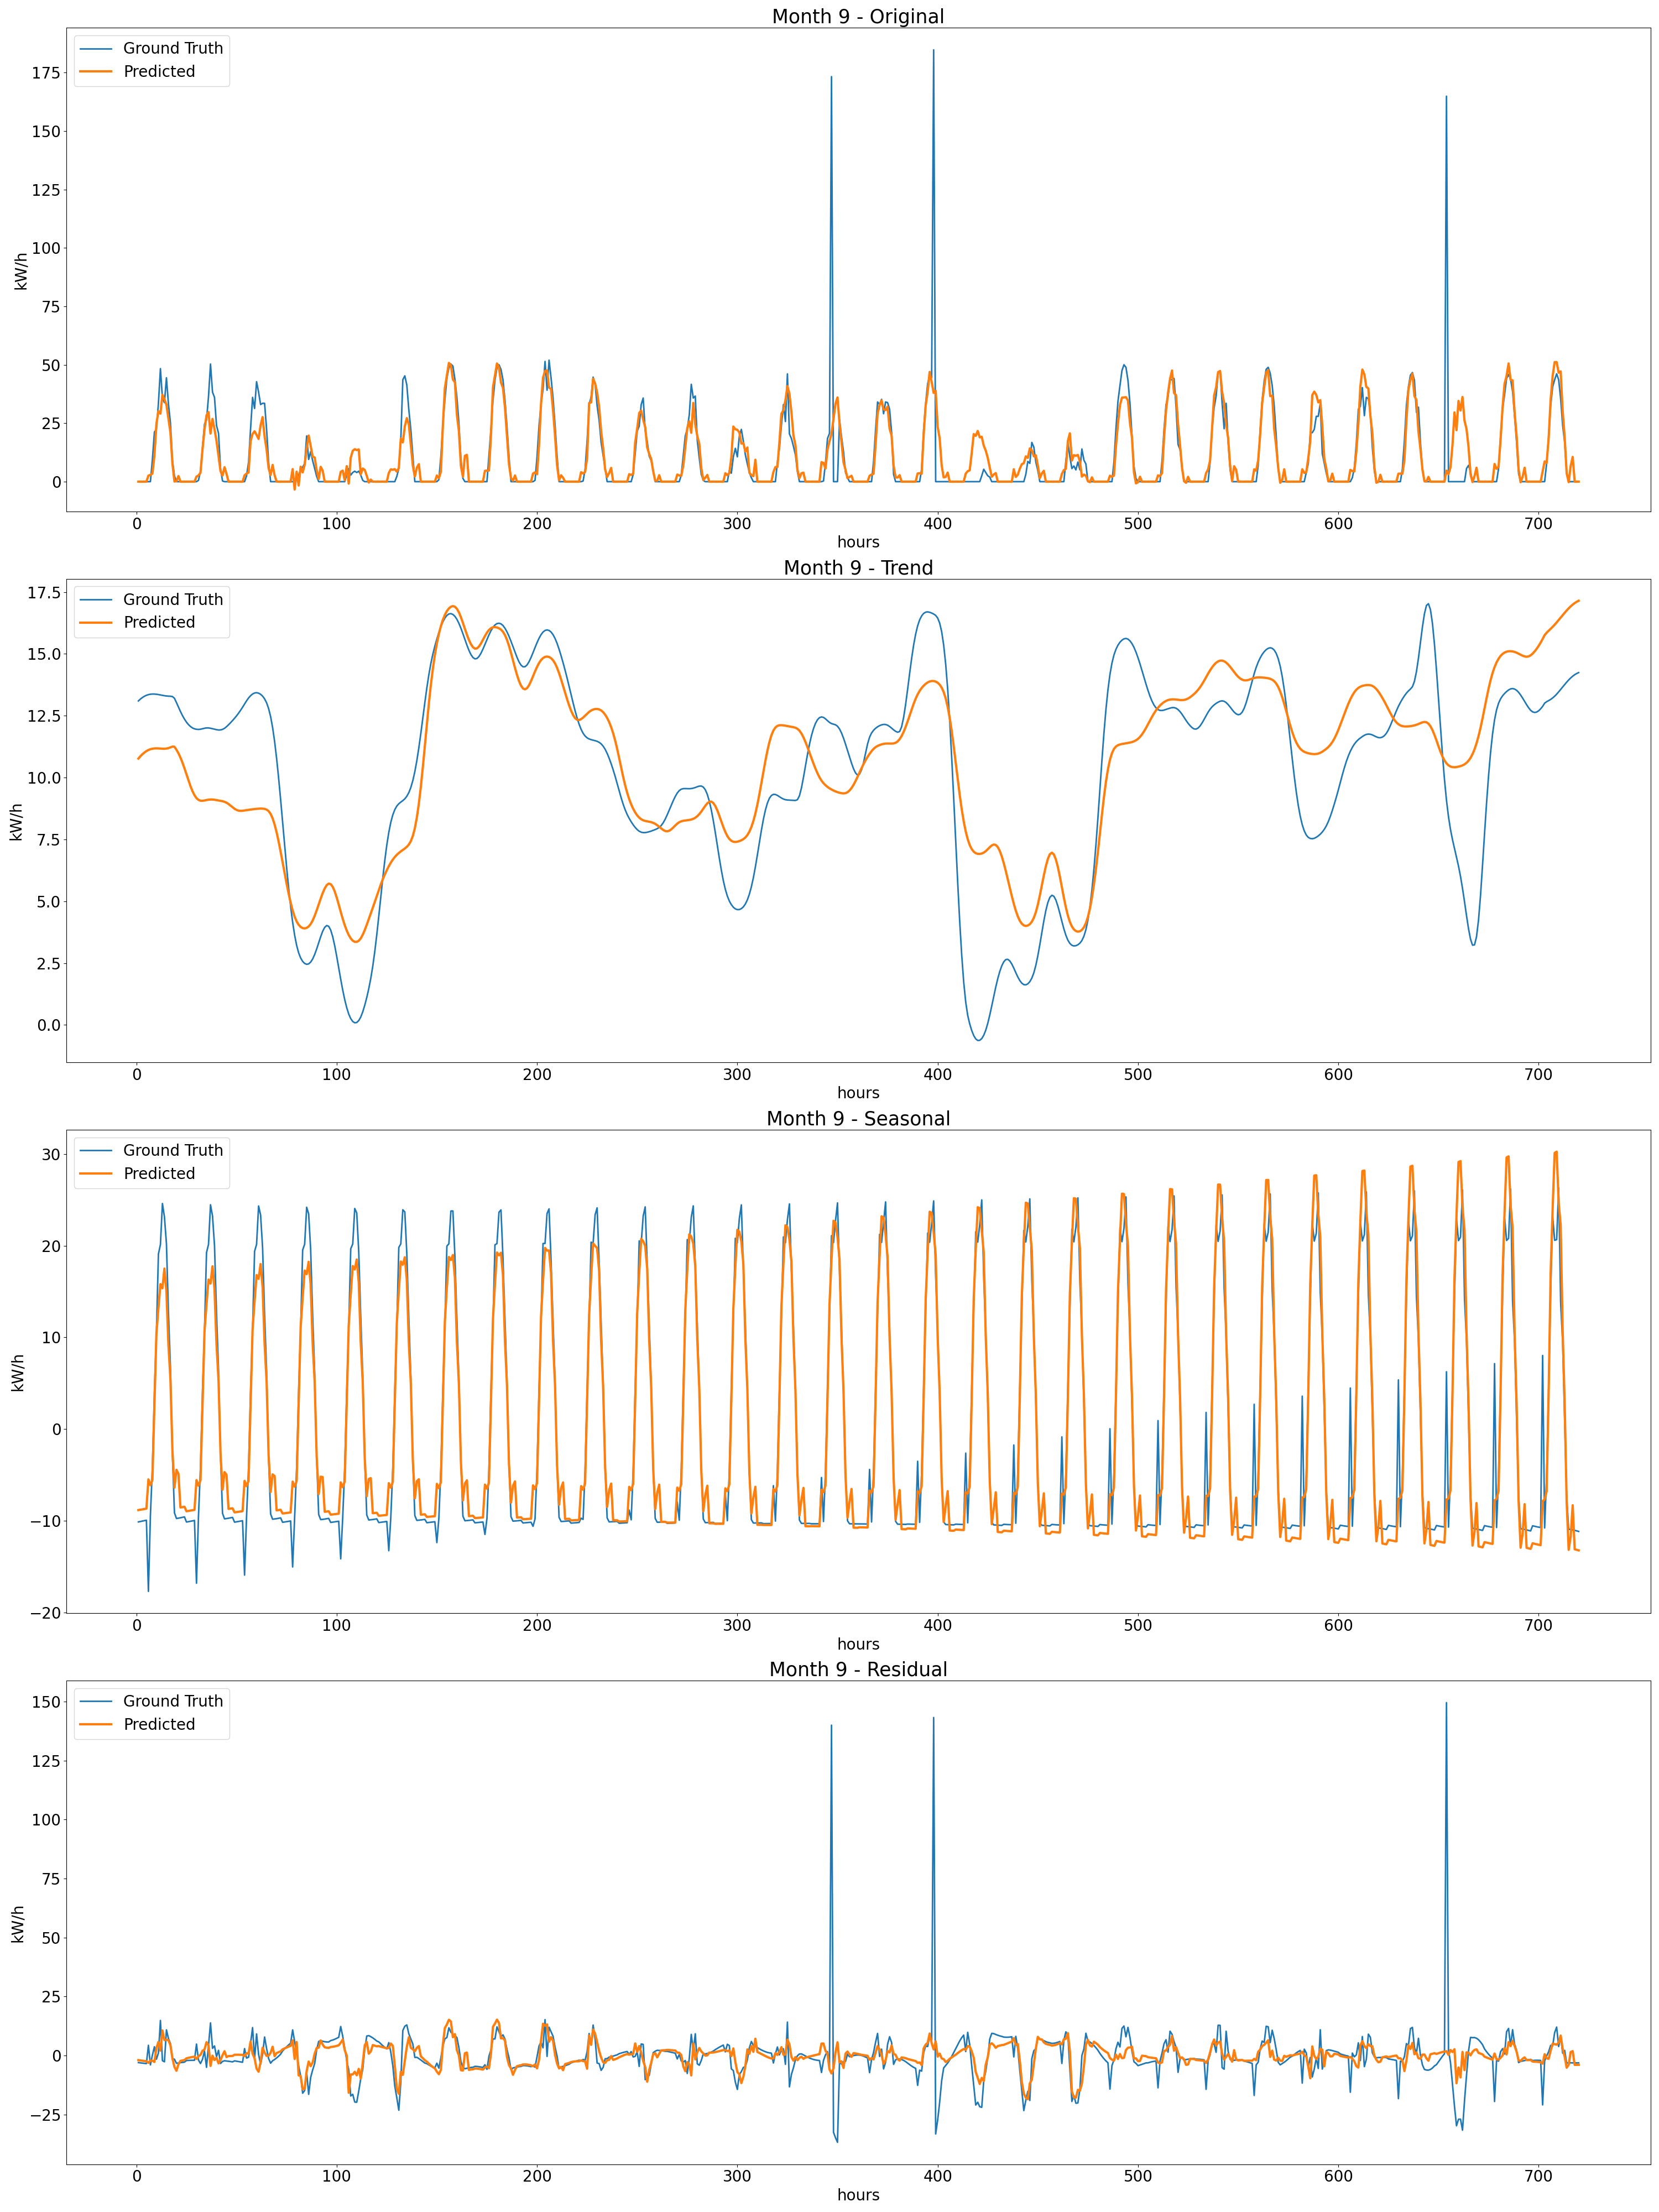 Month 9 - Original
Ground Truth
Predicted
175
150
125
100
75
50
25
0
kW/h
0 100 200 300 400 500 600 700
hours
Month 9 - Trend
Ground Truth
Predicted
17.5
15.0
12.5
10.0
7.5
5.0
2.5
0.0
kW/h
0 100 200 300 400 500 600 700
hours
Month 9 - Seasonal
Ground Truth
Predicted
30
20
10
0
−10
−20
kW/h
0 100 200 300 400 500 600 700
hours
Month 9 - Residual
Ground Truth
Predicted
150
125
100
75
50
25
0
−25
kW/h
0 100 200 300 400 500 600 700
hours